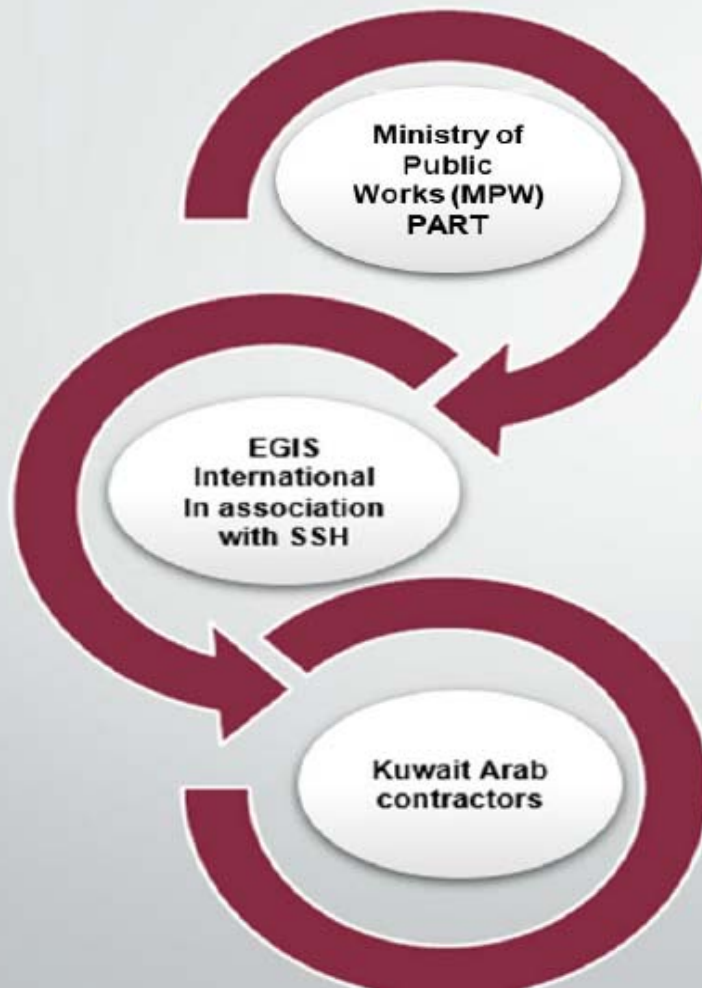 Ministry of
Public
Works (MPW)
PART
EGIS
International
In association
with SSH
Kuwait Arab
contractors